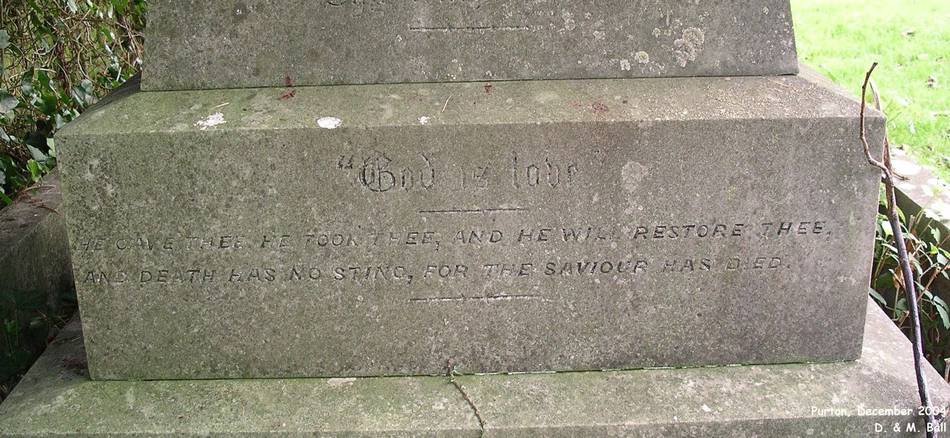 "God is love"
HE GAVE THEE, HE TOOK THEE, AND HE WILL RESTORE THEE,
AND DEATH HAS NO STING, FOR THE SAVIOUR HAS DIED.
Purton, December 2004
D. & M. Ball